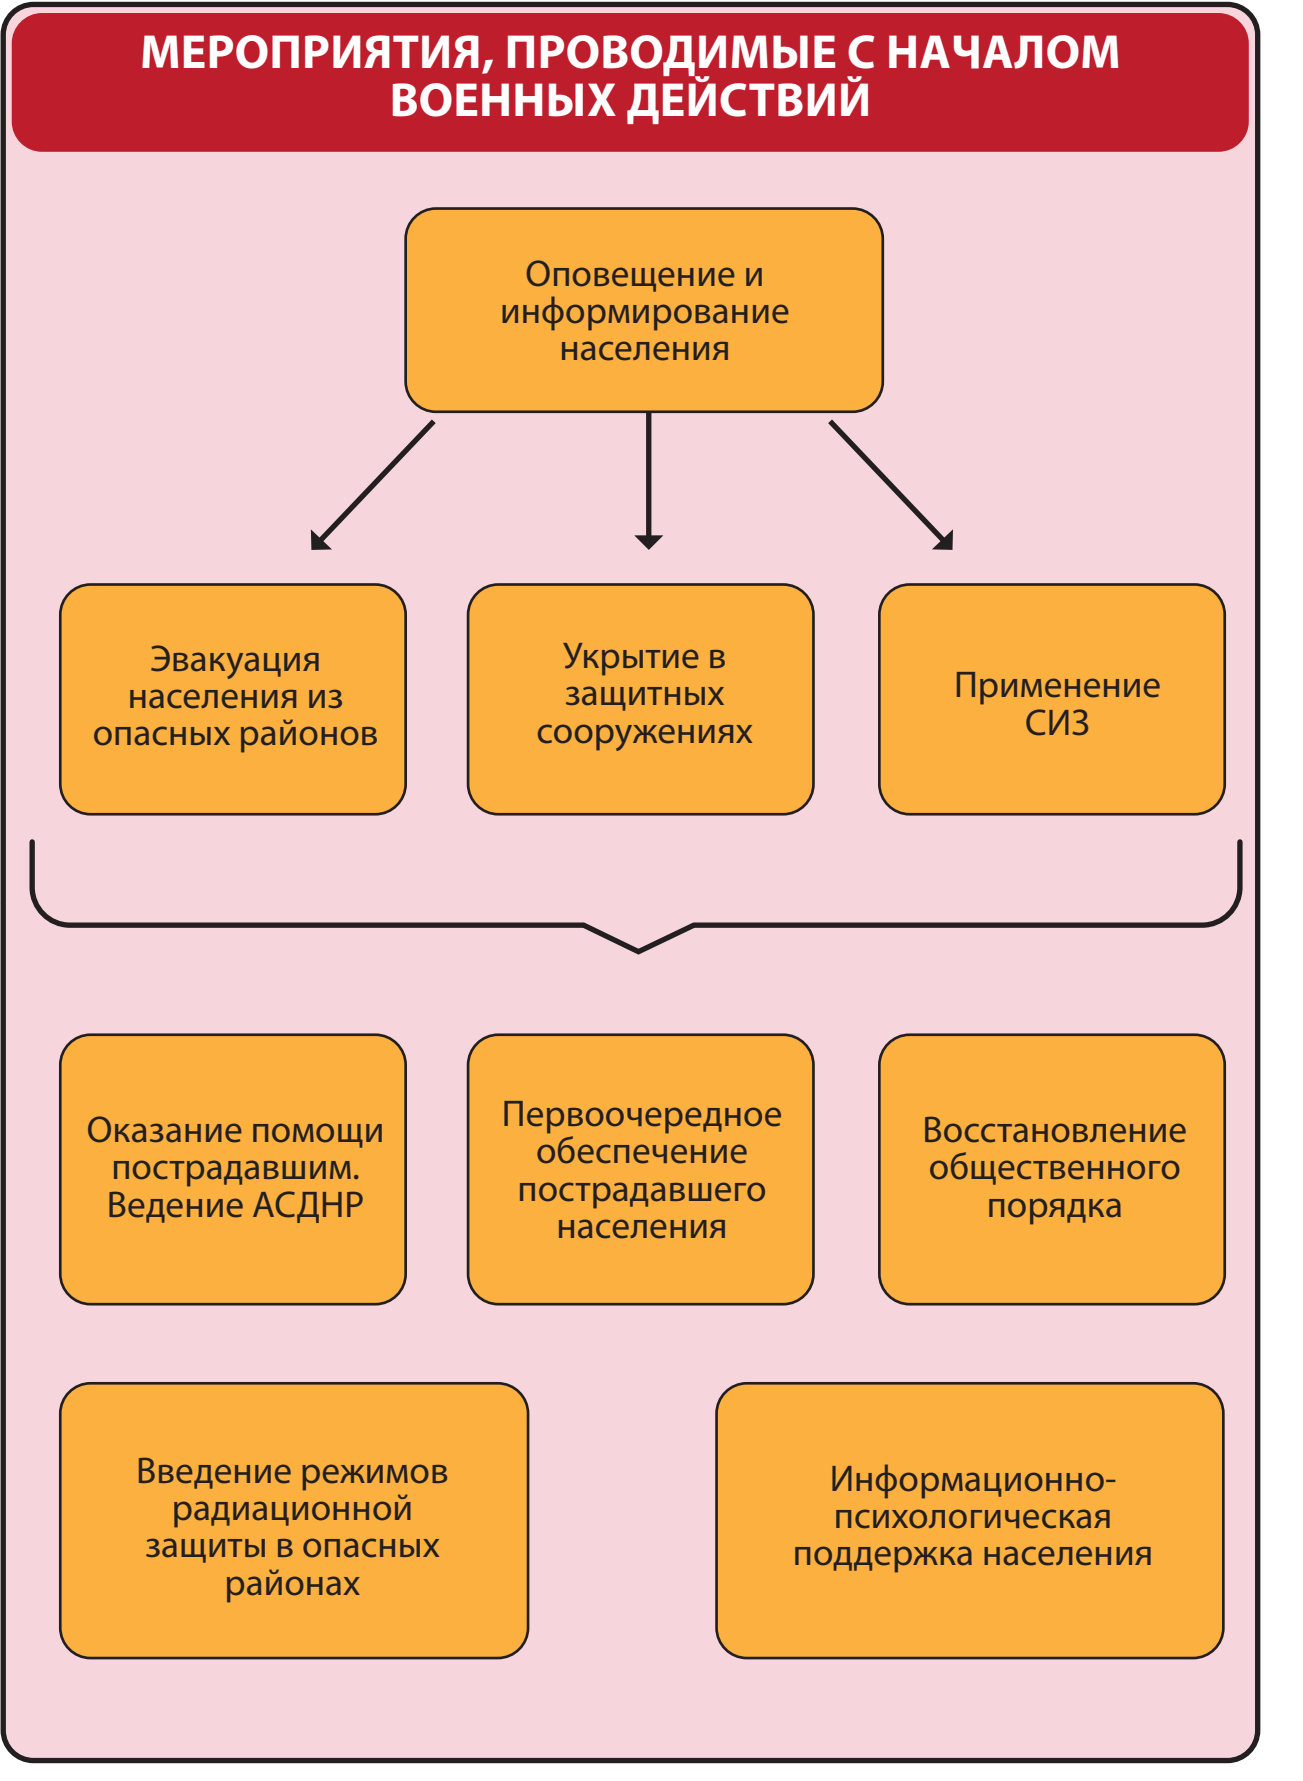 МЕРОПРИЯТИЯ, ПРОВОДИМЫЕ С НАЧАЛОМ
ВОЕННЫХ ДЕЙСТВИЙ
Оповещение и
информирование
населения
Эвакуация
населения из
опасных районов
Укрытие в
защитных
сооружениях
Применение
СИЗ
Оказание помощи
пострадавшим.
Ведение АСДНР
Первоочередное
обеспечение
пострадавшего
населения
Восстановление
общественного
порядка
Введение режимов
радиационной
защиты в опасных
районах
Информационно-
психологическая
поддержка населения